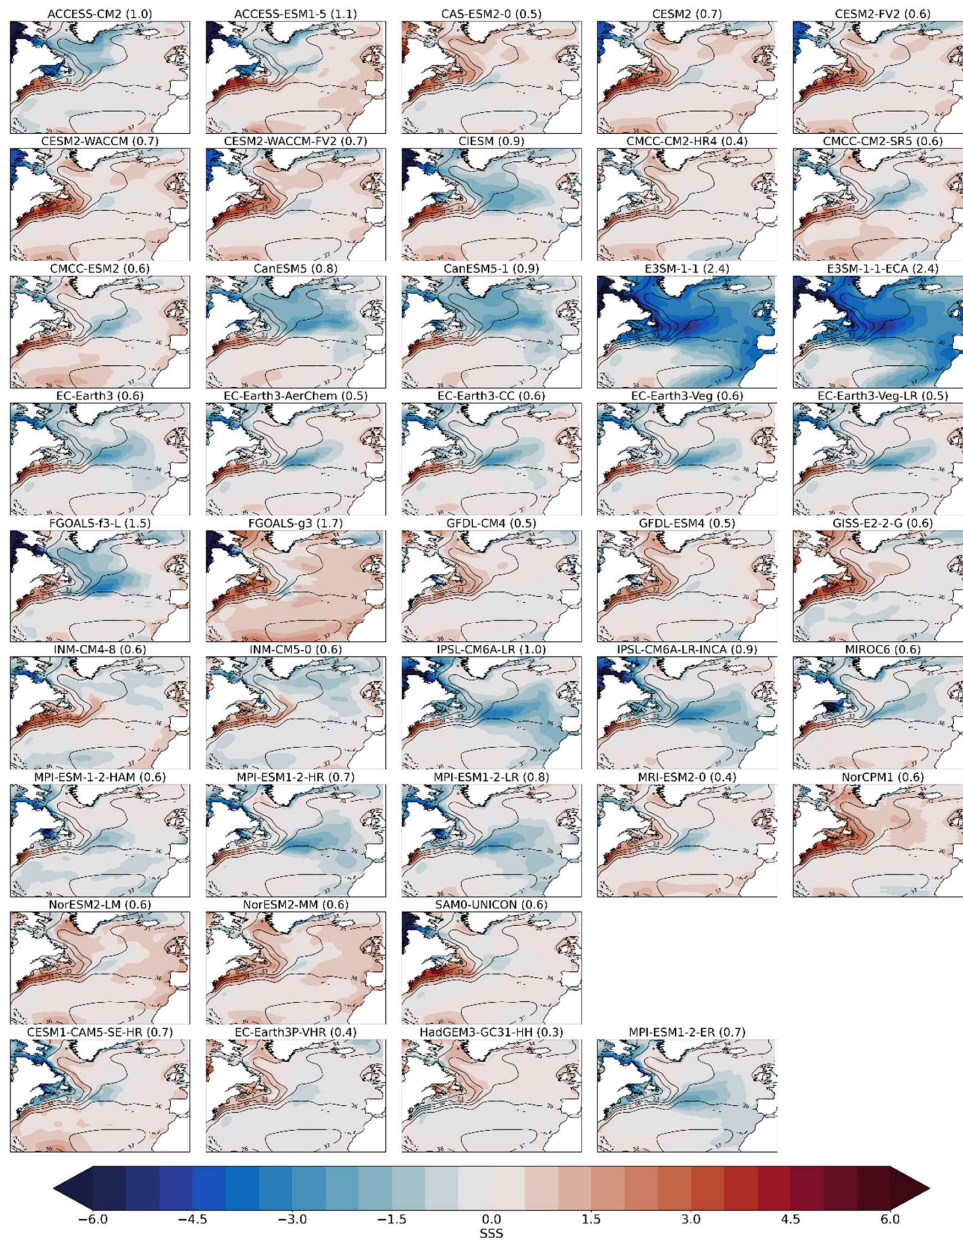 ACCESS-CM2 (1.0) ACCESS-ESM1-5 (1.1) CAS-ESM2-0 (0.5) CESM2 (0.7) CESM2-FV2 (0.6)
CESM2-WACCM (0.7) CESM2-WACCM-FV2 (0.7) CIESM (0.9) CMCC-CM2-HR4 (0.4) CMCC-CM2-SR5 (0.6)
CMCC-ESM2 (0.6) CanESM5 (0.8) CanESM5-1 (0.9) E3SM-1-1 (2.4) E3SM-1-1-ECA (2.4)
EC-Earth3 (0.6) EC-Earth3-AerChem (0.5) EC-Earth3-CC (0.6) EC-Earth3-Veg (0.6) EC-Earth3-Veg-LR (0.5)
FGOALS-f3-L (1.5) FGOALS-g3 (1.7) GFDL-CM4 (0.5) GFDL-ESM4 (0.5) GISS-E2-2-G (0.6)
INM-CM4-8 (0.6) INM-CM5-0 (0.6) IPSL-CM6A-LR (1.0) IPSL-CM6A-LR-INCA (0.9) MIROC6 (0.6)
MPI-ESM-1-2-HAM (0.6) MPI-ESM1-2-HR (0.7) MPI-ESM1-2-LR (0.8) MRI-ESM2-0 (0.4) NorCPM1 (0.6)
NorESM2-LM (0.6) NorESM2-MM (0.6) SAM0-UNICON (0.6)
CESM1-CAM5-SE-HR (0.7) EC-Earth3P-VHR (0.4) HadGEM3-GC31-HH (0.3) MPI-ESM1-2-ER (0.7)
−6.0 −4.5 −3.0 −1.5 0.0 1.5 3.0 4.5 6.0
SSS